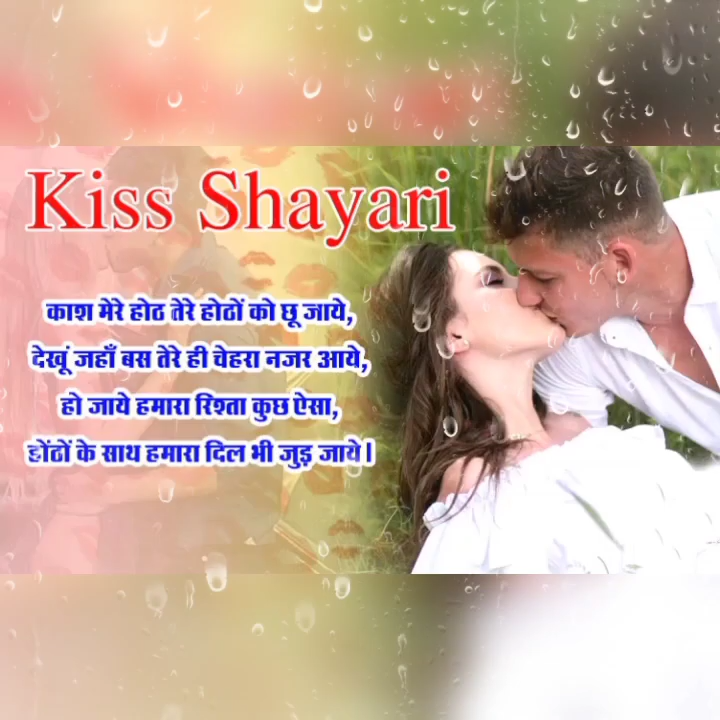 Kiss Shayari
काश मेरे होठ तेरे होठों को छू जाये,
देखूं जहाँ बस तेरे ही चेहरा नजर आये,
हो जाये हमारा रिश्ता कुछ ऐसा,
होंठों के साथ हमारा दिल भी जुड़ जाये।